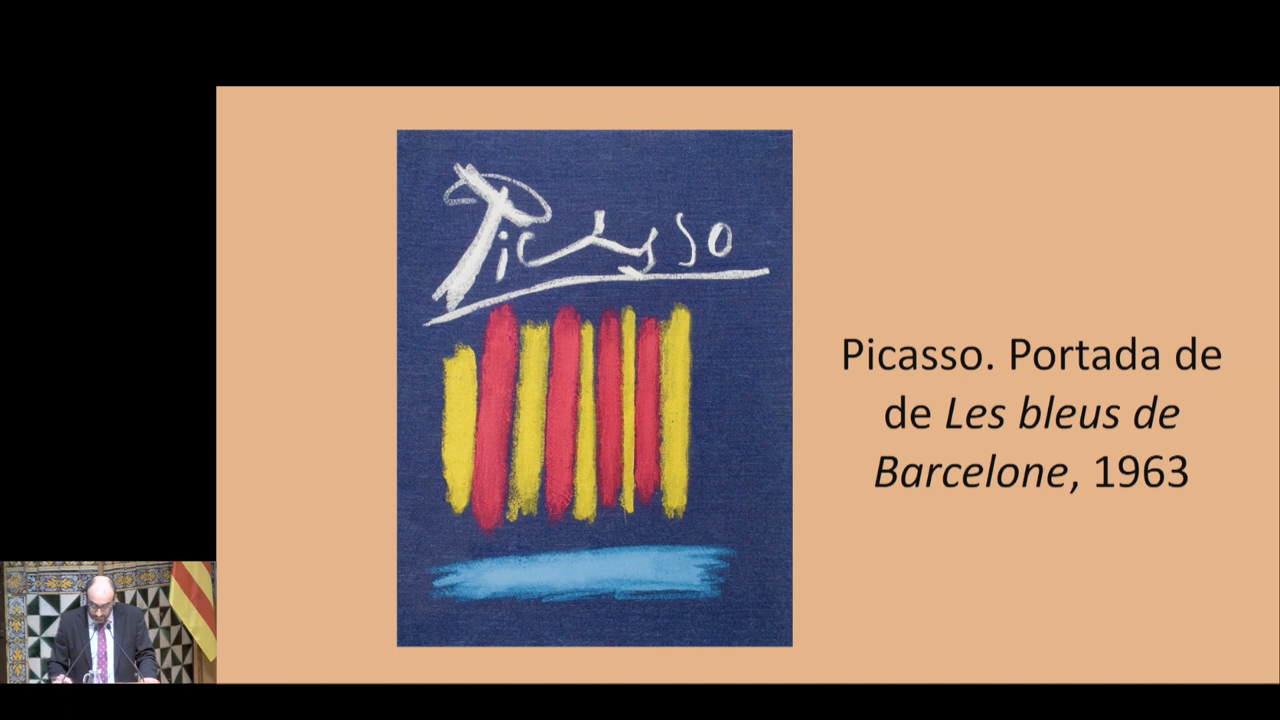 Picasso
Picasso. Portada de
de Les bleus de
Barcelone, 1963